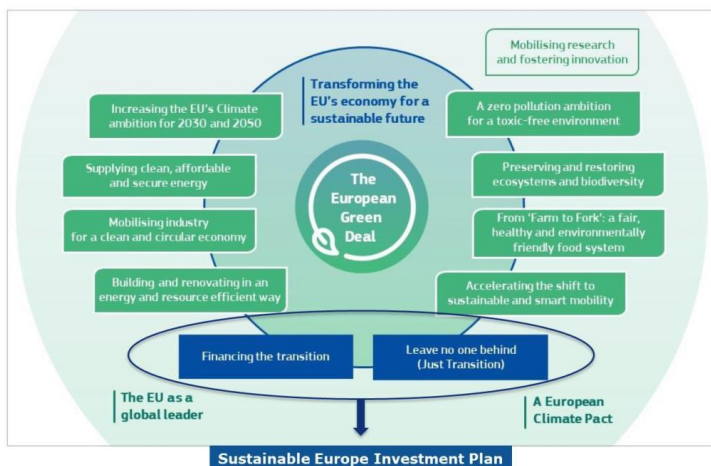 Mobilising research
and fostering innovation
Transforming the
EU's economy for a
sustainable future
Increasing the EU's Climate
ambition for 2030 and 2050
A zero pollution ambition
for a toxic-free environment
Supplying clean, affordable
and secure energy
Preserving and restoring
ecosystems and biodiversity
The
European
Green
Deal
Mobilising industry
for a clean and circular economy
From 'Farm to Fork': a fair,
healthy and environmentally
friendly food system
Building and renovating in an
energy and resource efficient way
Accelerating the shift to
sustainable and smart mobility
Financing the transition
Leave no one behind
(Just Transition)
The EU as a
global leader
A European
Climate Pact
Sustainable Europe Investment Plan